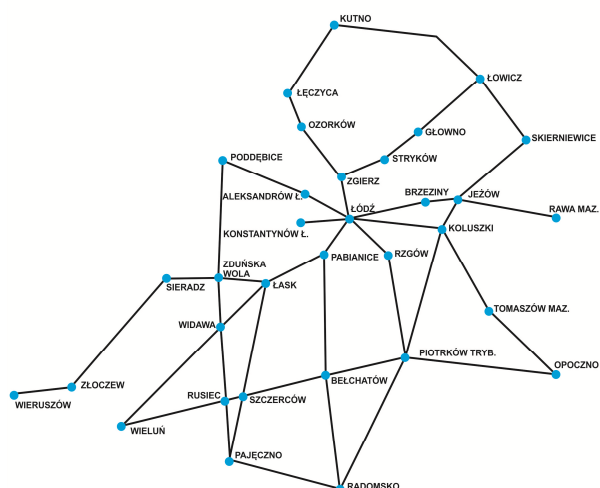 KUTNO
ŁOWICZ
ŁĘCZYCA
OZORKÓW
GŁOWNO
SKIERNIEWICE
PODDĘBICE
STRYKÓW
ZGIERZ
ALEKSANDRÓW Ł.
BRZEZINY
JEŻÓW
ŁÓDŹ
RAWA MAZ.
KONSTANTYNÓW Ł.
KOLUSZKI
PABIANICE
RZGÓW
ZDUŃSKA
WOLA
SIERADZ
ŁASK
TOMASZÓW MAZ.
WIDAWA
PIOTRKÓW TRYB.
OPOCZNO
ZŁOCZEW
BEŁCHATÓW
WIERUSZÓW
RUSIEC
SZCZERCÓW
WIELUŃ
PAJĘCZNO
RADOMSKO